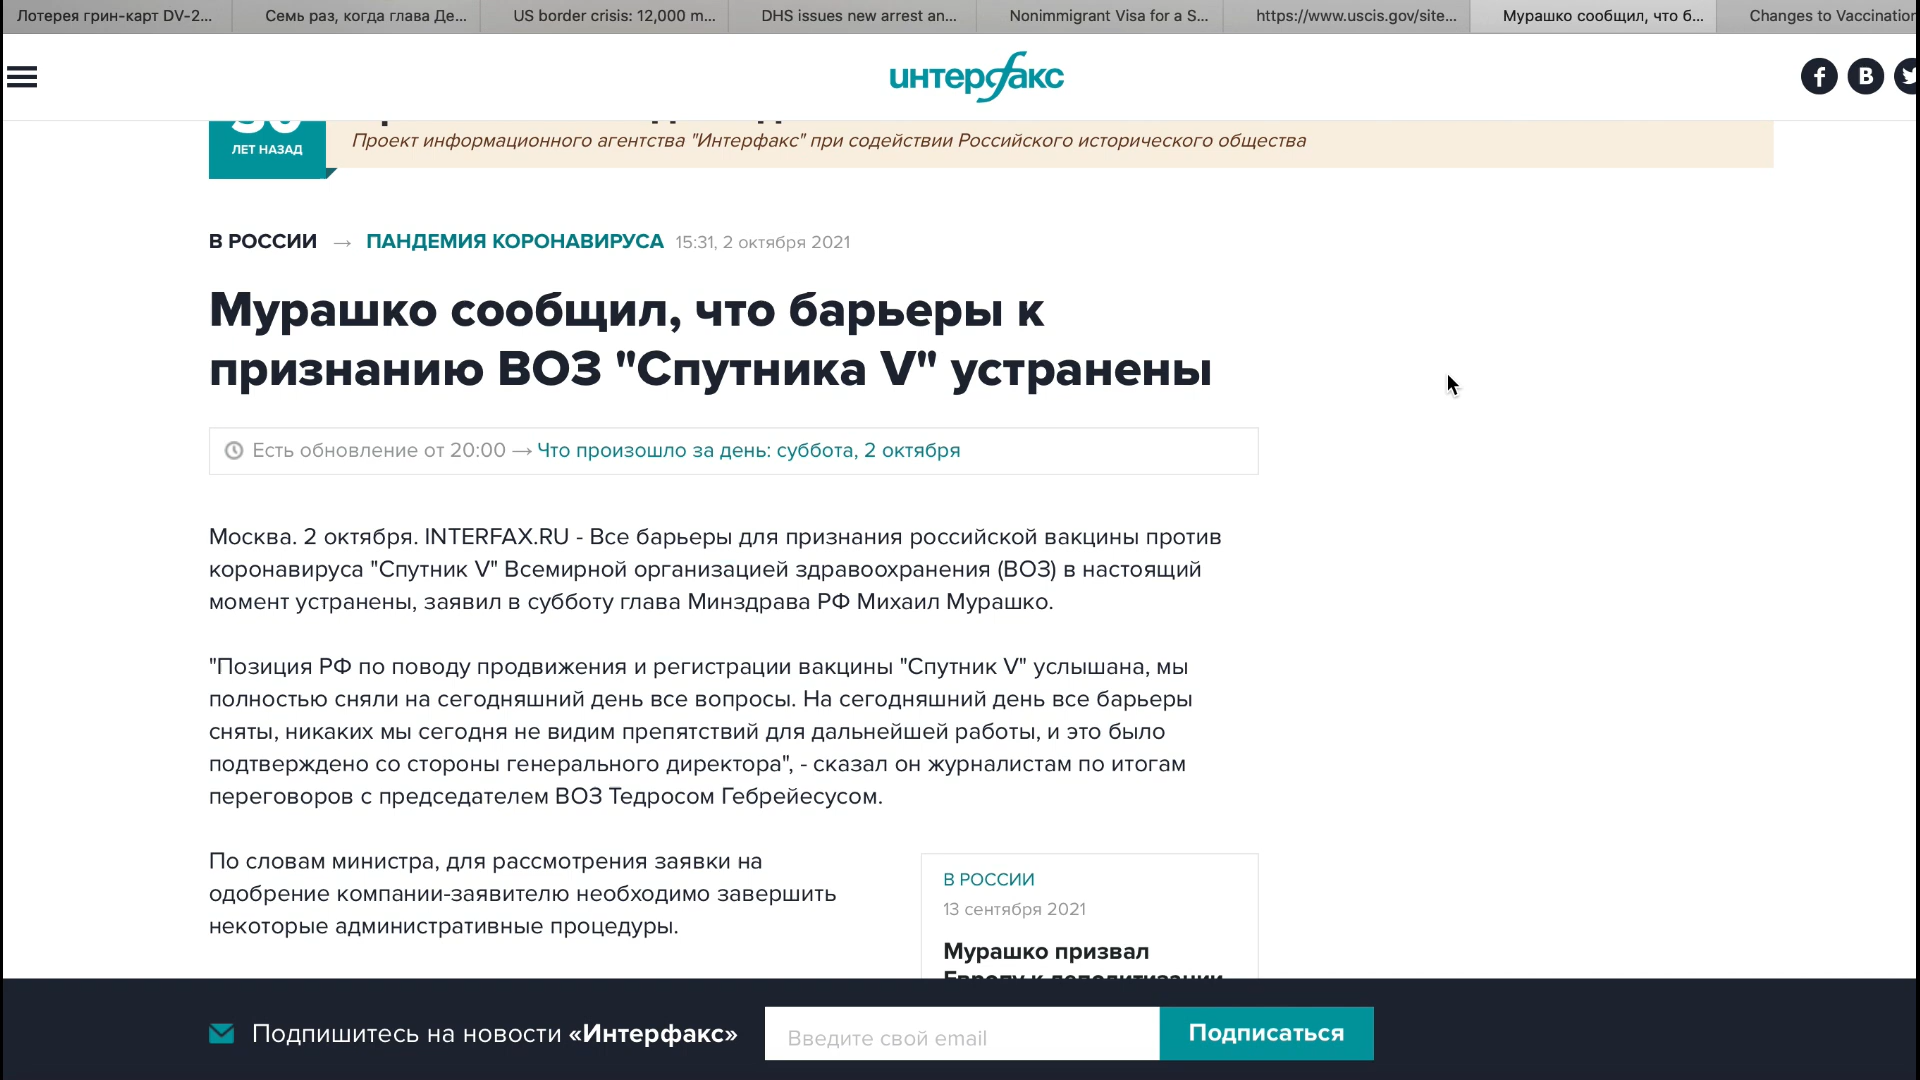 Лотерея грин-карт DV-2...
Семь раз, когда глава Де...
US border crisis: 12,000 m...
DHS issues new arrest an...
Nonimmigrant Visa for a S...
https://www.uscis.gov/site...
Мурашко сообщил, что б...
Changes to Vaccination
интерфакс
ЛЕТ НАЗАД
Проект информационного агентства "Интерфакс" при содействии Российского исторического общества
В РОССИИ → ПАНДЕМИЯ КОРОНАВИРУСА 15:31, 2 октября 2021
Мурашко сообщил, что барьеры к
признанию ВОЗ "Спутника V" устранены
Есть обновление от 20:00 → Что произошло за день: суббота, 2 октября
Москва. 2 октября. INTERFAX.RU - Все барьеры для признания российской вакцины против
коронавируса "Спутник V" Всемирной организацией здравоохранения (ВОЗ) в настоящий
момент устранены, заявил в субботу глава Минздрава РФ Михаил Мурашко.
"Позиция РФ по поводу продвижения и регистрации вакцины "Спутник V" услышана, мы
полностью сняли на сегодняшний день все вопросы. На сегодняшний день все барьеры
сняты, никаких мы сегодня не видим препятствий для дальнейшей работы, и это было
подтверждено со стороны генерального директора", - сказал он журналистам по итогам
переговоров с председателем ВОЗ Тедросом Гебрейесусом.
По словам министра, для рассмотрения заявки на
одобрение компании-заявителю необходимо завершить
некоторые административные процедуры.
В РОССИИ
13 сентября 2021
Мурашко призвал
Европу к деполитизации
Подпишитесь на новости «Интерфакс»
Введите свой email
Подписаться